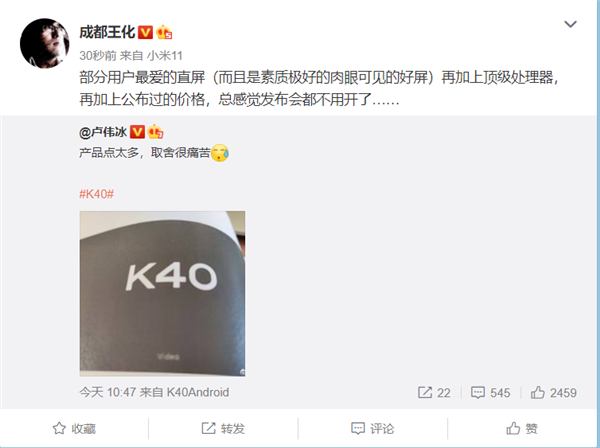 成都王化
30秒前 来自 小米11
部分用户最爱的直屏（而且是素质极好的肉眼可见的好屏）再加上顶级处理器，
再加上公布过的价格，总感觉发布会都不用开了……
@卢伟冰
产品点太多，取舍很痛苦
#K40#
K40
Video
今天 10:47 来自 K40Android
22
545
2459
收藏
转发
评论
赞